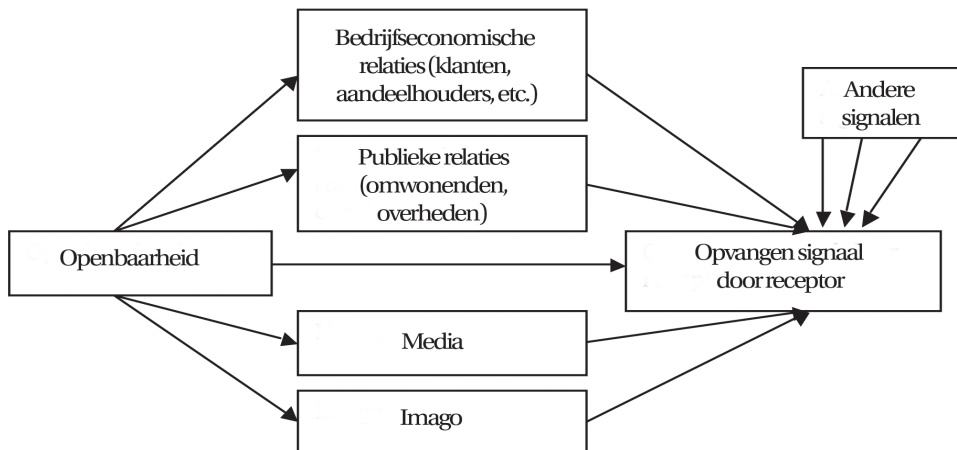 Bedrijfseconomische
relaties (klanten,
aandeelhouders, etc.)
Andere
signalen
Publieke relaties
(omwonenden,
overheden)
Openbaarheid
Opvangen signaal
door receptor
Media
Imago